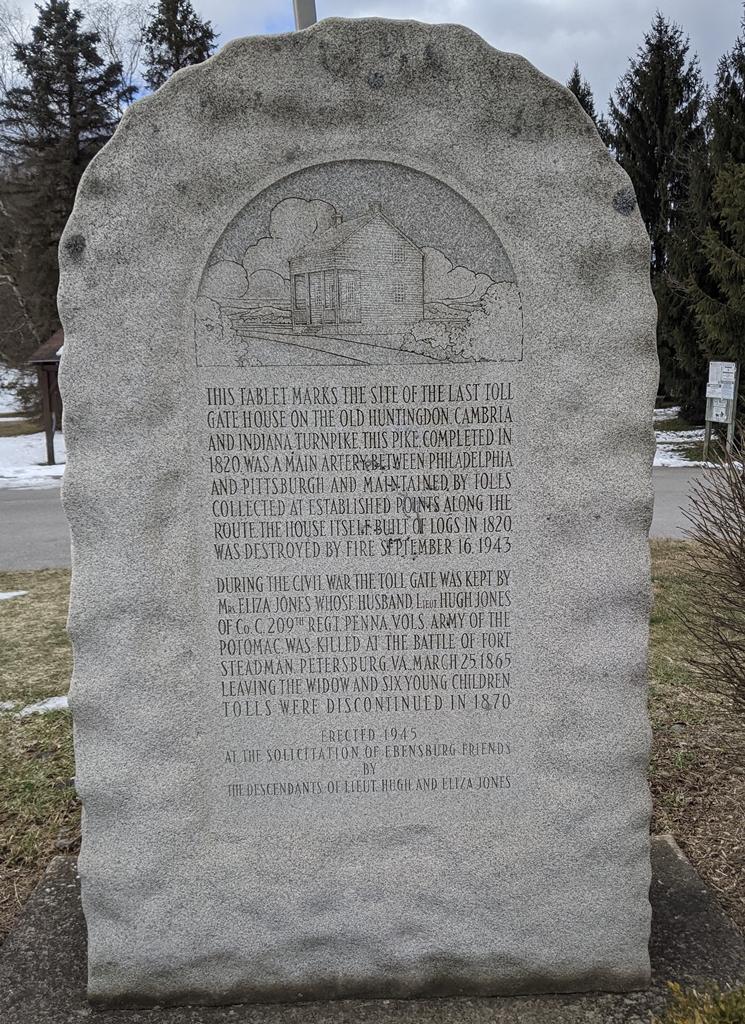 THIS TABLET MARKS THE SITE OF THE LAST TOLL
GATE HOUSE ON THE OLD HUNTINGDON, CAMBRIA
AND INDIANA TURNPIKE. THIS PIKE, COMPLETED IN
1820, WAS A MAIN ARTERY BETWEEN PHILADELPHIA
AND PITTSBURGH AND MAINTAINED BY TOLLS
COLLECTED AT ESTABLISHED POINTS ALONG THE
ROUTE. THE HOUSE ITSELF BUILT OF LOGS IN 1820
WAS DESTROYED BY FIRE SEPTEMBER 16, 1943
DURING THE CIVIL WAR THE TOLL GATE WAS KEPT BY
MRS. ELIZA JONES WHOSE HUSBAND, LIEUT. HUGH JONES
OF CO. C, 209TH REGT. PENNA. VOLS. ARMY OF THE
POTOMAC, WAS KILLED AT THE BATTLE OF FORT
STEADMAN, PETERSBURG, VA. MARCH 25, 1865
LEAVING THE WIDOW AND SIX YOUNG CHILDREN
TOLLS WERE DISCONTINUED IN 1870
ERECTED 1945
AT THE SOLICITATION OF EBENSBURG FRIENDS
BY
THE DESCENDANTS OF LIEUT. HUGH AND ELIZA JONES